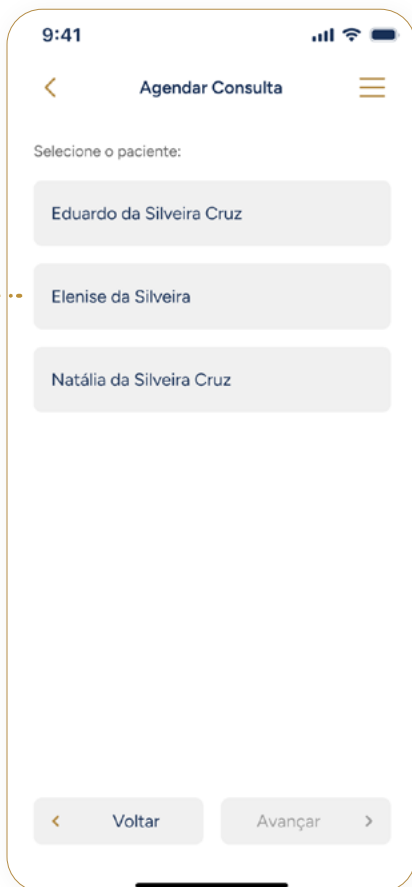 9:41
Agendar Consulta
Selecione o paciente:
Eduardo da Silveira Cruz
Elenise da Silveira
Natália da Silveira Cruz
Voltar
Avançar